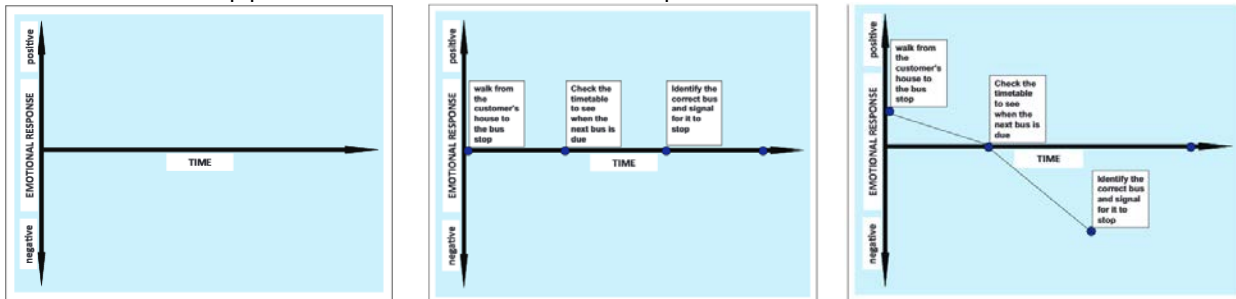 positive
EMOTIONAL RESPONSE
negative
TIME
positive
EMOTIONAL RESPONSE
negative
walk from
the
customer's
house to
the bus
stop
Check the
timetable
to see
when the
next bus is
due
Identify the
correct bus
and signal
for it to
stop
TIME
positive
EMOTIONAL RESPONSE
negative
walk from
the
customer's
house to
the bus
stop
Check the
timetable
to see
when the
next bus is
due
TIME
Identify the
correct bus
and signal
for it to
stop